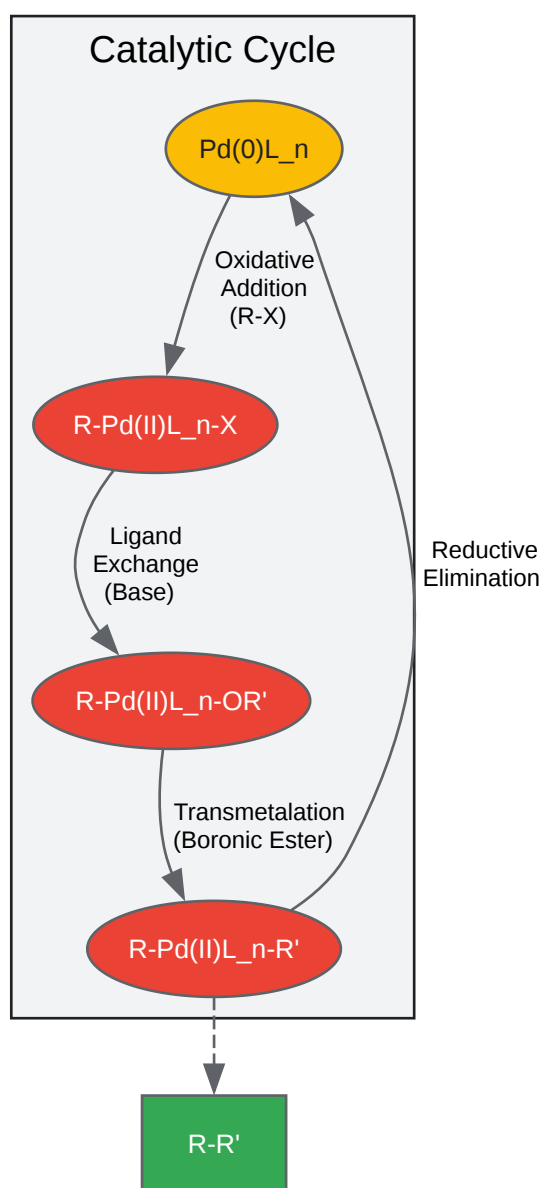 Catalytic Cycle
Pd(0)L_n
Oxidative
Addition
(R-X)
R-Pd(II)L_n-X
Ligand
Exchange
(Base)
Reductive
Elimination
R-Pd(II)L_n-OR'
Transmetalation
(Boronic Ester)
R-Pd(II)L_n-R'
R-R'